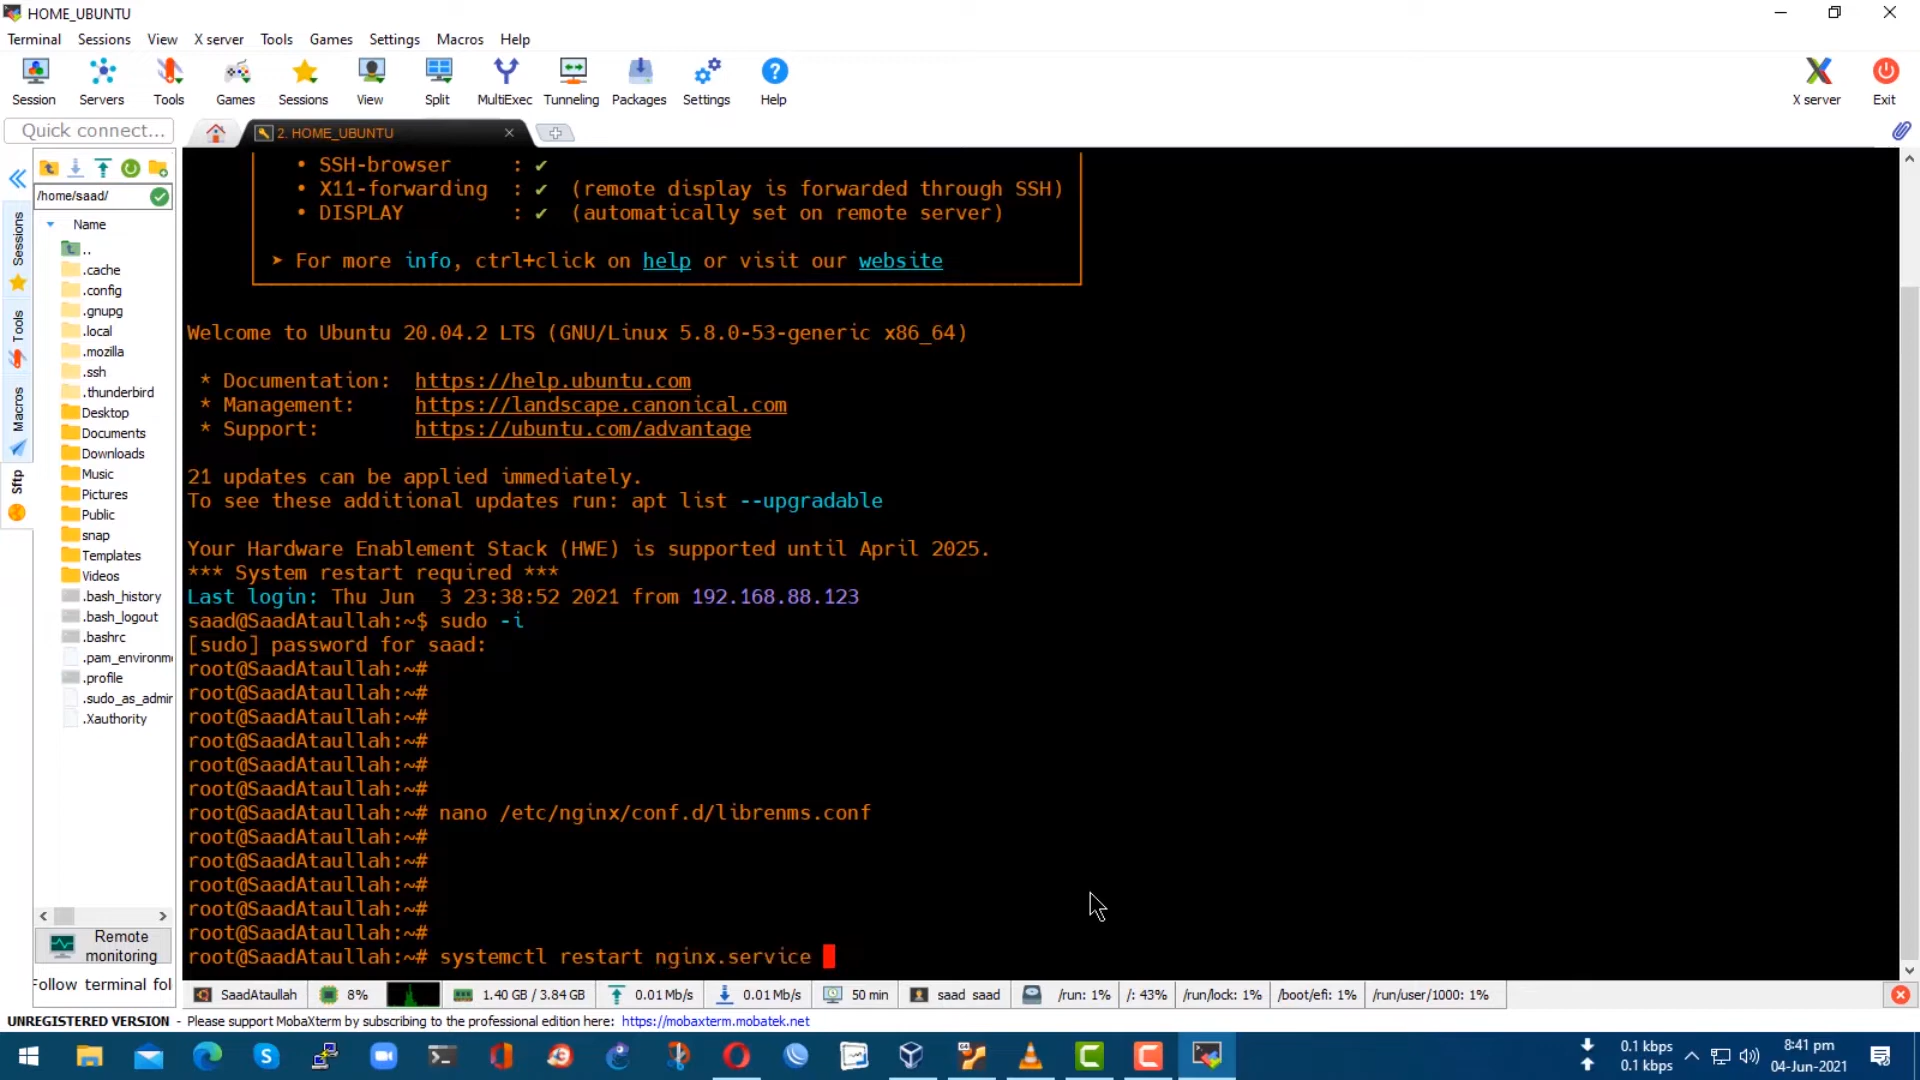 HOME_UBUNTU
Terminal Sessions View X server Tools Games Settings Macros Help
Session Servers Tools Games Sessions View Split MultiExec Tunneling Packages Settings Help X server Exit
Quick connect... 2. HOME_UBUNTU
/home/saad/
Name
..
.cache
.config
.gnupg
.local
.mozilla
.ssh
.thunderbird
Desktop
Documents
Downloads
Music
Pictures
Public
snap
Templates
Videos
.bash_history
.bash_logout
.bashrc
.pam_environm
.profile
.sudo_as_admir
.Xauthority
Sessions
Tools
Macros
Sftp
Remote
monitoring
Follow terminal fol
• SSH-browser : ✔
• X11-forwarding : ✔ (remote display is forwarded through SSH)
• DISPLAY : ✔ (automatically set on remote server)
➤ For more info, ctrl+click on help or visit our website
Welcome to Ubuntu 20.04.2 LTS (GNU/Linux 5.8.0-53-generic x86_64)
* Documentation: https://help.ubuntu.com
* Management: https://landscape.canonical.com
* Support: https://ubuntu.com/advantage
21 updates can be applied immediately.
To see these additional updates run: apt list --upgradable
Your Hardware Enablement Stack (HWE) is supported until April 2025.
*** System restart required ***
Last login: Thu Jun 3 23:38:52 2021 from 192.168.88.123
saad@SaadAtaullah:~$ sudo -i
[sudo] password for saad:
root@SaadAtaullah:~#
root@SaadAtaullah:~#
root@SaadAtaullah:~#
root@SaadAtaullah:~#
root@SaadAtaullah:~#
root@SaadAtaullah:~#
root@SaadAtaullah:~# nano /etc/nginx/conf.d/librenms.conf
root@SaadAtaullah:~#
root@SaadAtaullah:~#
root@SaadAtaullah:~#
root@SaadAtaullah:~#
root@SaadAtaullah:~#
root@SaadAtaullah:~# systemctl restart nginx.service
SaadAtaullah 8% 1.40 GB / 3.84 GB 0.01 Mb/s 0.01 Mb/s 50 min saad saad /run: 1% /: 43% /run/lock: 1% /boot/efi: 1% /run/user/1000: 1%
UNREGISTERED VERSION - Please support MobaXterm by subscribing to the professional edition here: https://mobaxterm.mobatek.net
0.1 kbps
0.1 kbps
8:41 pm
04-Jun-2021